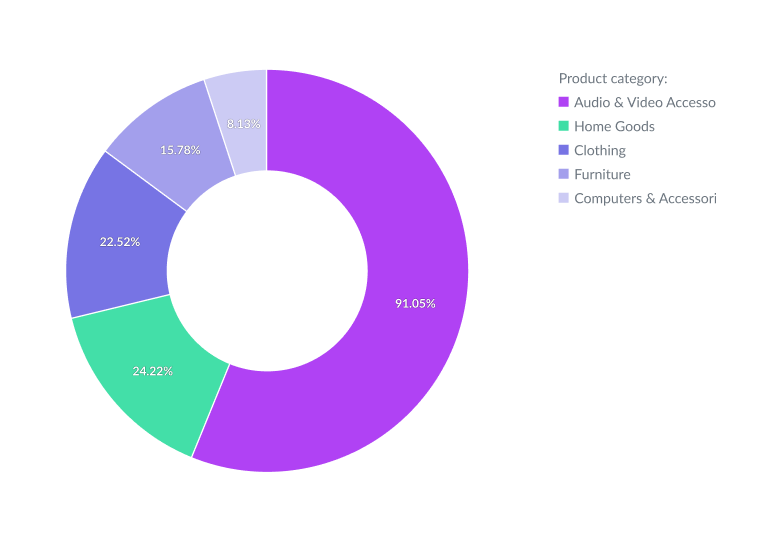 Product category:
Audio & Video Accesso
Home Goods
Clothing
Furniture
Computers & Accessori
8.13%
15.78%
22.52%
91.05%
24.22%